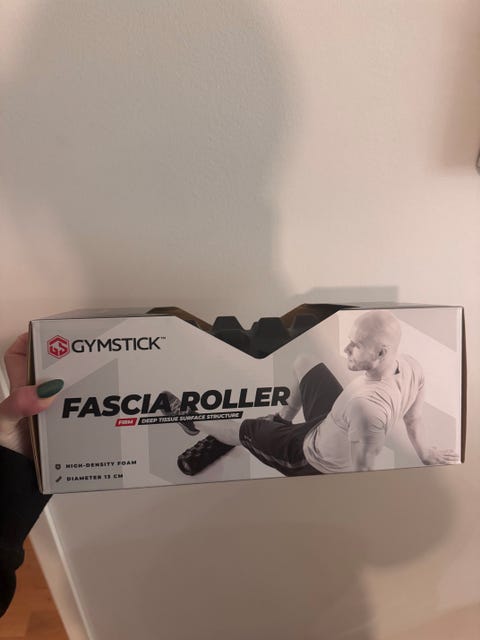 GYMSTICK™
FASCIA ROLLER
FIRM DEEP TISSUE SURFACE STRUCTURE
HIGH-DENSITY FOAM
DIAMETER 13 CM